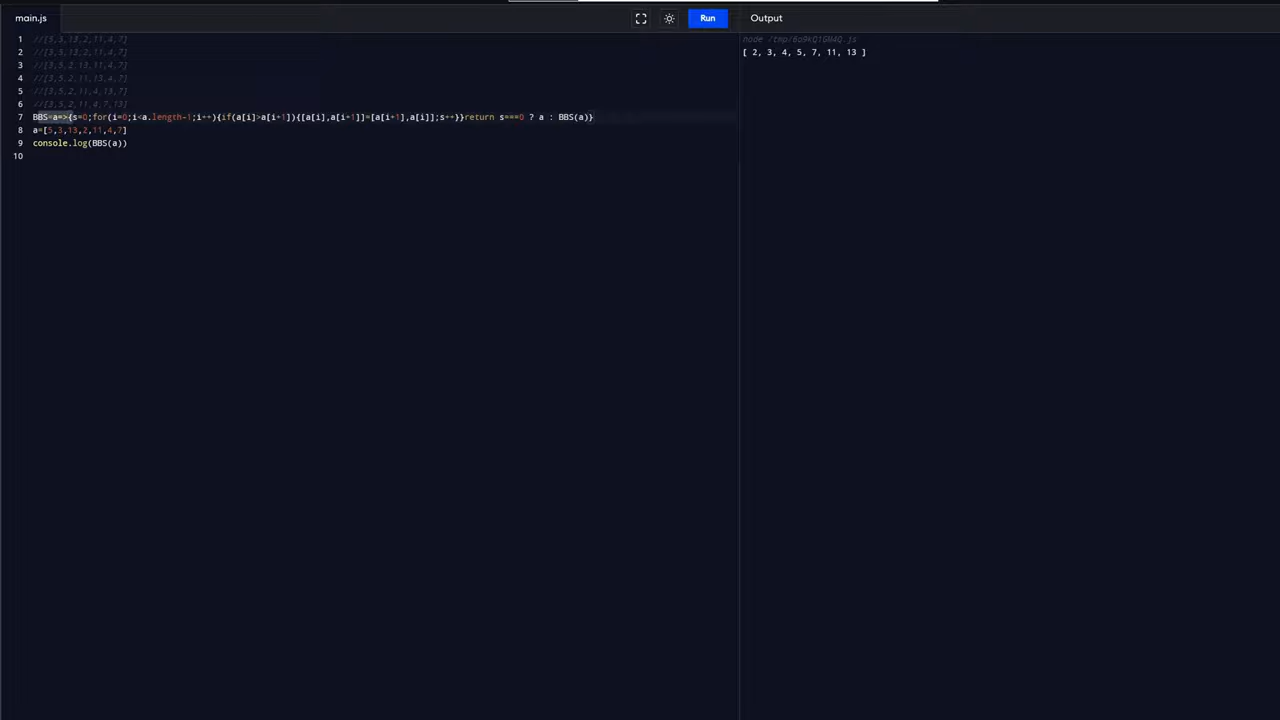 main.js
Run
Output
1 //[5,3,13,2,11,4,7]
2 //[3,5,13,2,11,4,7]
3 //[3,5,2,13,11,4,7]
4 //[3,5,2,11,13,4,7]
5 //[3,5,2,11,4,13,7]
6 //[3,5,2,11,4,7,13]
7 BBS=a=>{s=0;for(i=0;i<a.length-1;i++){if(a[i]>a[i+1]){[a[i],a[i+1]]=[a[i+1],a[i]];s++}}return s===0 ? a : BBS(a)}
8 a=[5,3,13,2,11,4,7]
9 console.log(BBS(a))
10
node
[ 2, 3, 4, 5, 7, 11, 13 ]